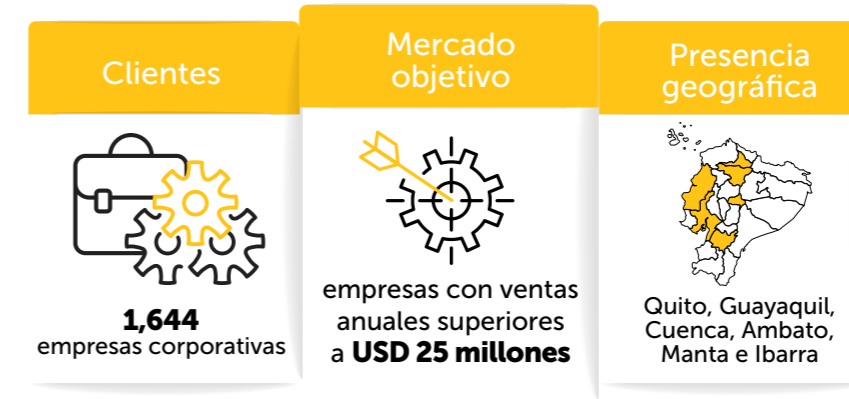 Clientes
1,644
empresas corporativas
Mercado
objetivo
empresas con ventas
anuales superiores
a USD 25 millones
Presencia
geográfica
Quito, Guayaquil,
Cuenca, Ambato,
Manta e Ibarra